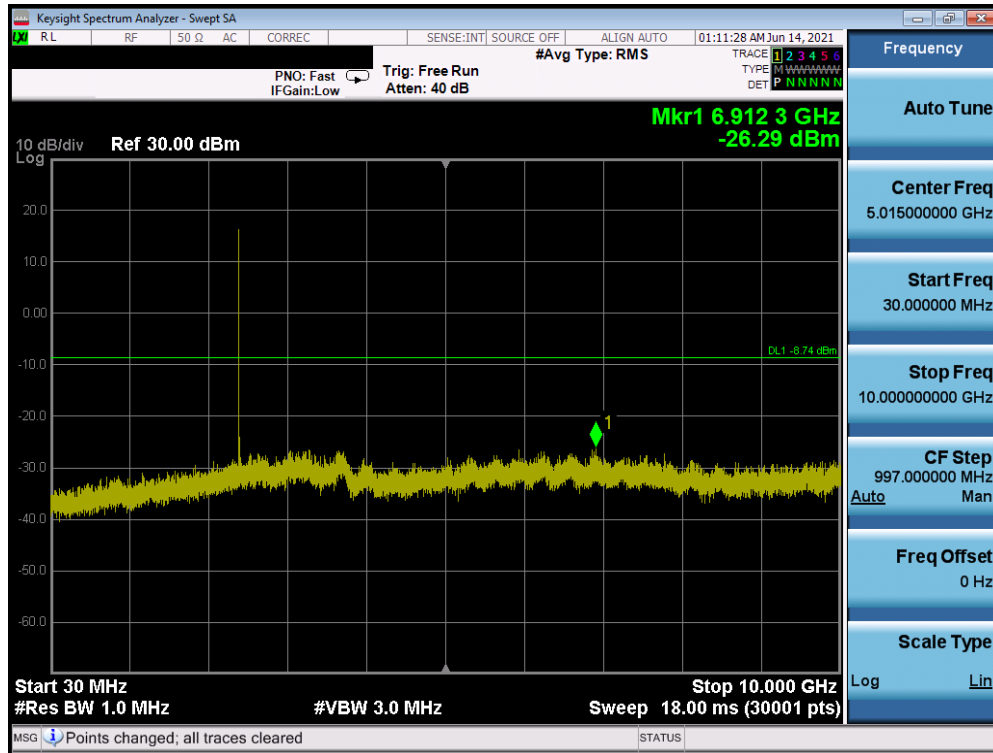 Keysight Spectrum Analyzer - Swept SA
LXI RL RF 50 Ω AC CORREC SENSE:INT SOURCE OFF ALIGN AUTO 01:11:28 AM Jun 14, 2021
#Avg Type: RMS
TRACE 1 2 3 4 5 6
PNO: Fast Trig: Free Run
TYPE M W W W W W
IFGain:Low Atten: 40 dB
DET P N N N N N
Mkr1 6.912 3 GHz
-26.29 dBm
10 dB/div Ref 30.00 dBm
Log
20.0
10.0
0.00
DL1 -8.74 dBm
-10.0
-20.0
1
-30.0
-40.0
-50.0
-60.0
Start 30 MHz Stop 10.000 GHz
#Res BW 1.0 MHz #VBW 3.0 MHz Sweep 18.00 ms (30001 pts)
MSG Points changed; all traces cleared STATUS
Frequency
Auto Tune
Center Freq
5.015000000 GHz
Start Freq
30.000000 MHz
Stop Freq
10.000000000 GHz
CF Step
997.000000 MHz
Auto Man
Freq Offset
0 Hz
Scale Type
Log Lin